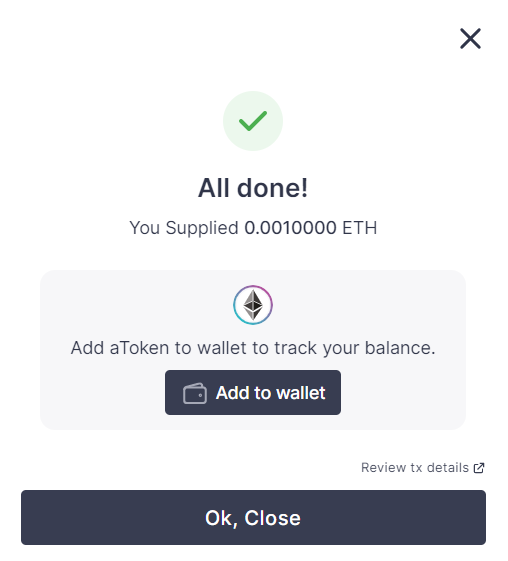 All done!
You Supplied 0.0010000 ETH
Add aToken to wallet to track your balance.
Add to wallet
Review tx details
Ok, Close